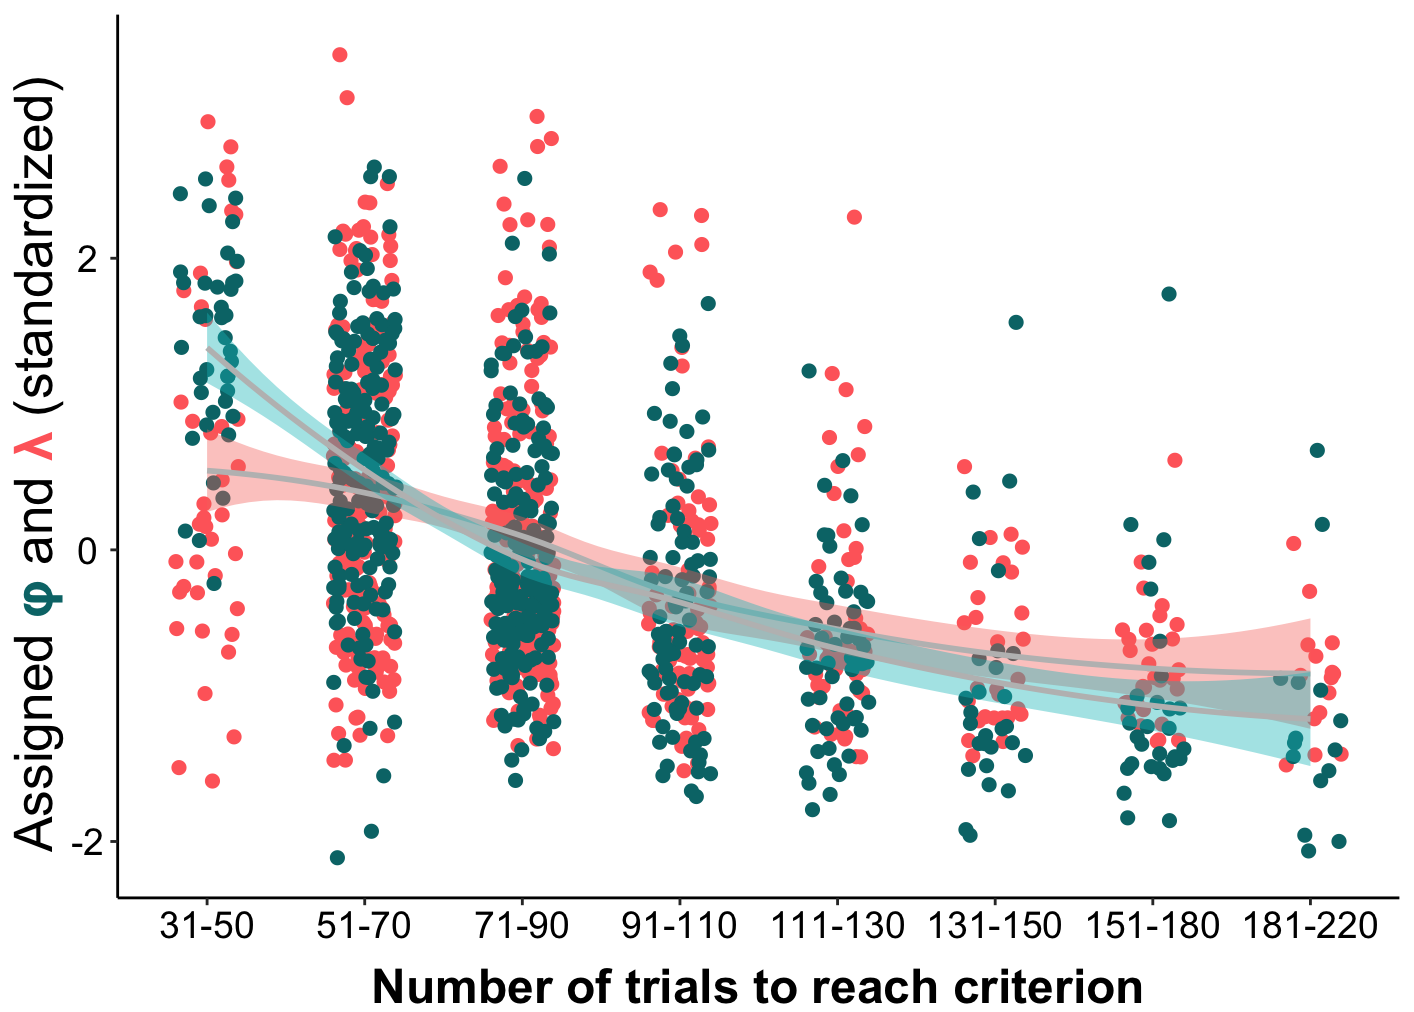 Assigned φ and λ (standardized)
2
0
-2
31-50 51-70 71-90 91-110 111-130 131-150 151-180 181-220
Number of trials to reach criterion